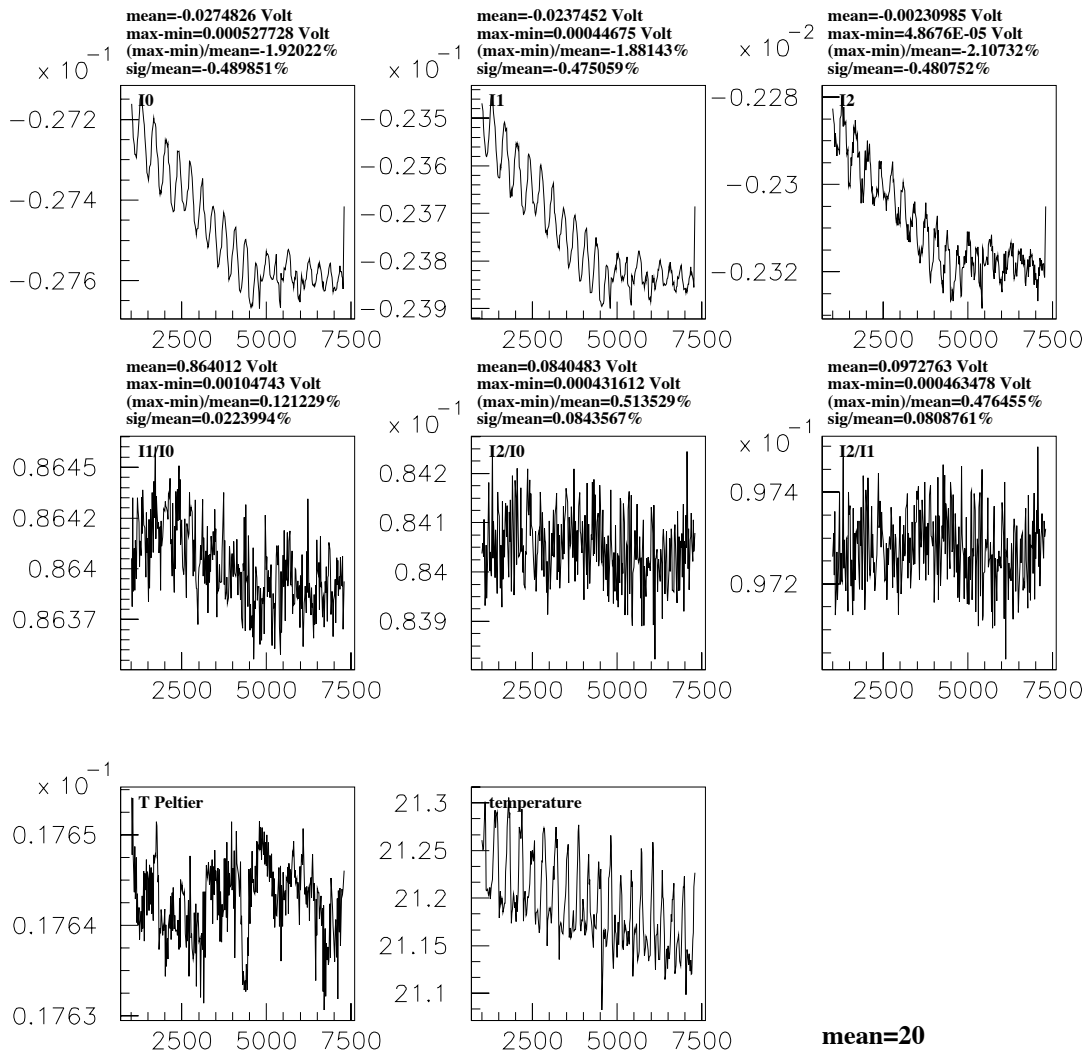 mean=-0.0274826 Volt
max-min=0.000527728 Volt
(max-min)/mean=-1.92022%
sig/mean=-0.489851%
x 10⁻¹
I0
−0.272
−0.274
−0.276
2500 5000 7500
mean=-0.0237452 Volt
max-min=0.00044675 Volt
(max-min)/mean=-1.88143%
sig/mean=-0.475059%
x 10⁻¹
I1
−0.235
−0.236
−0.237
−0.238
−0.239
2500 5000 7500
mean=-0.00230985 Volt
max-min=4.8676E-05 Volt
(max-min)/mean=-2.10732%
sig/mean=-0.480752%
x 10⁻²
I2
−0.228
−0.23
−0.232
2500 5000 7500
mean=0.864012 Volt
max-min=0.00104743 Volt
(max-min)/mean=0.121229%
sig/mean=0.0223994%
I1/I0
0.8645
0.8642
0.864
0.8637
2500 5000 7500
mean=0.0840483 Volt
max-min=0.000431612 Volt
(max-min)/mean=0.513529%
sig/mean=0.0843567%
x 10⁻¹
I2/I0
0.842
0.841
0.84
0.839
2500 5000 7500
mean=0.0972763 Volt
max-min=0.000463478 Volt
(max-min)/mean=0.476455%
sig/mean=0.0808761%
x 10⁻¹
I2/I1
0.974
0.972
2500 5000 7500
x 10⁻¹
T Peltier
0.1765
0.1764
0.1763
2500 5000 7500
temperature
21.3
21.25
21.2
21.15
21.1
2500 5000 7500
mean=20